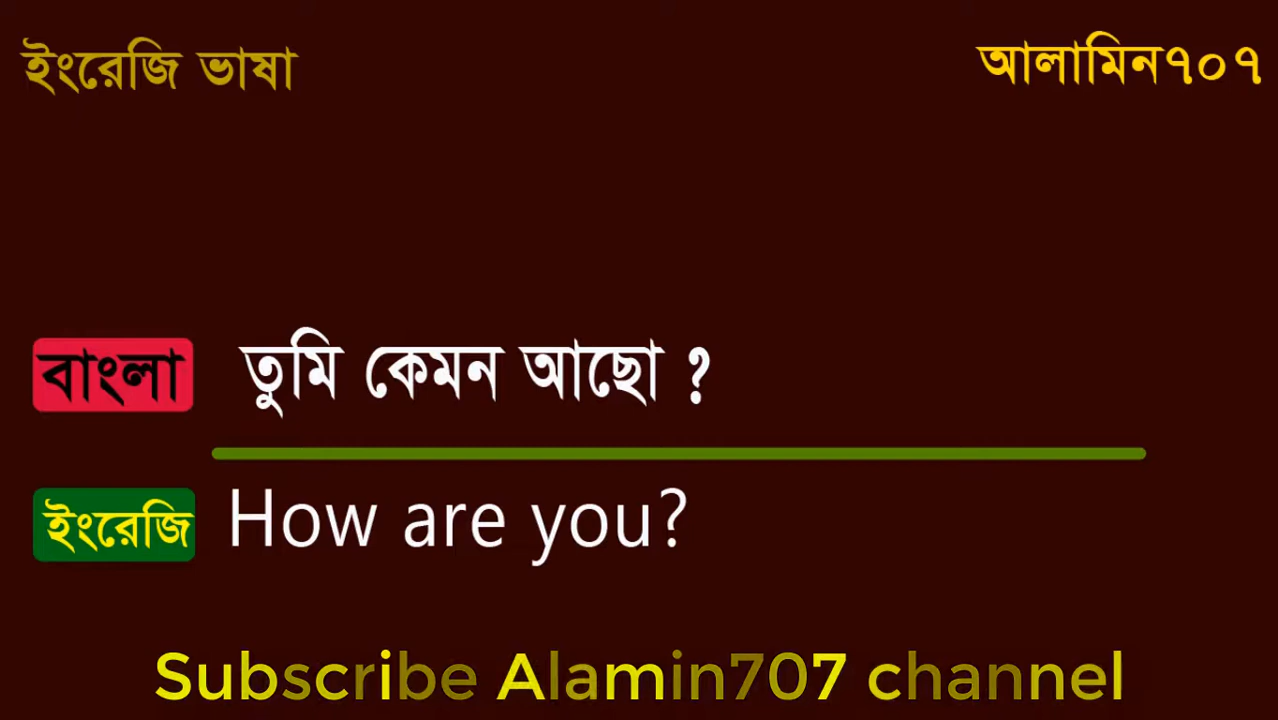 ইংরেজি ভাষা
আলামিন৭০৭
বাংলা তুমি কেমন আছো ?
ইংরেজি How are you?
Subscribe Alamin707 channel